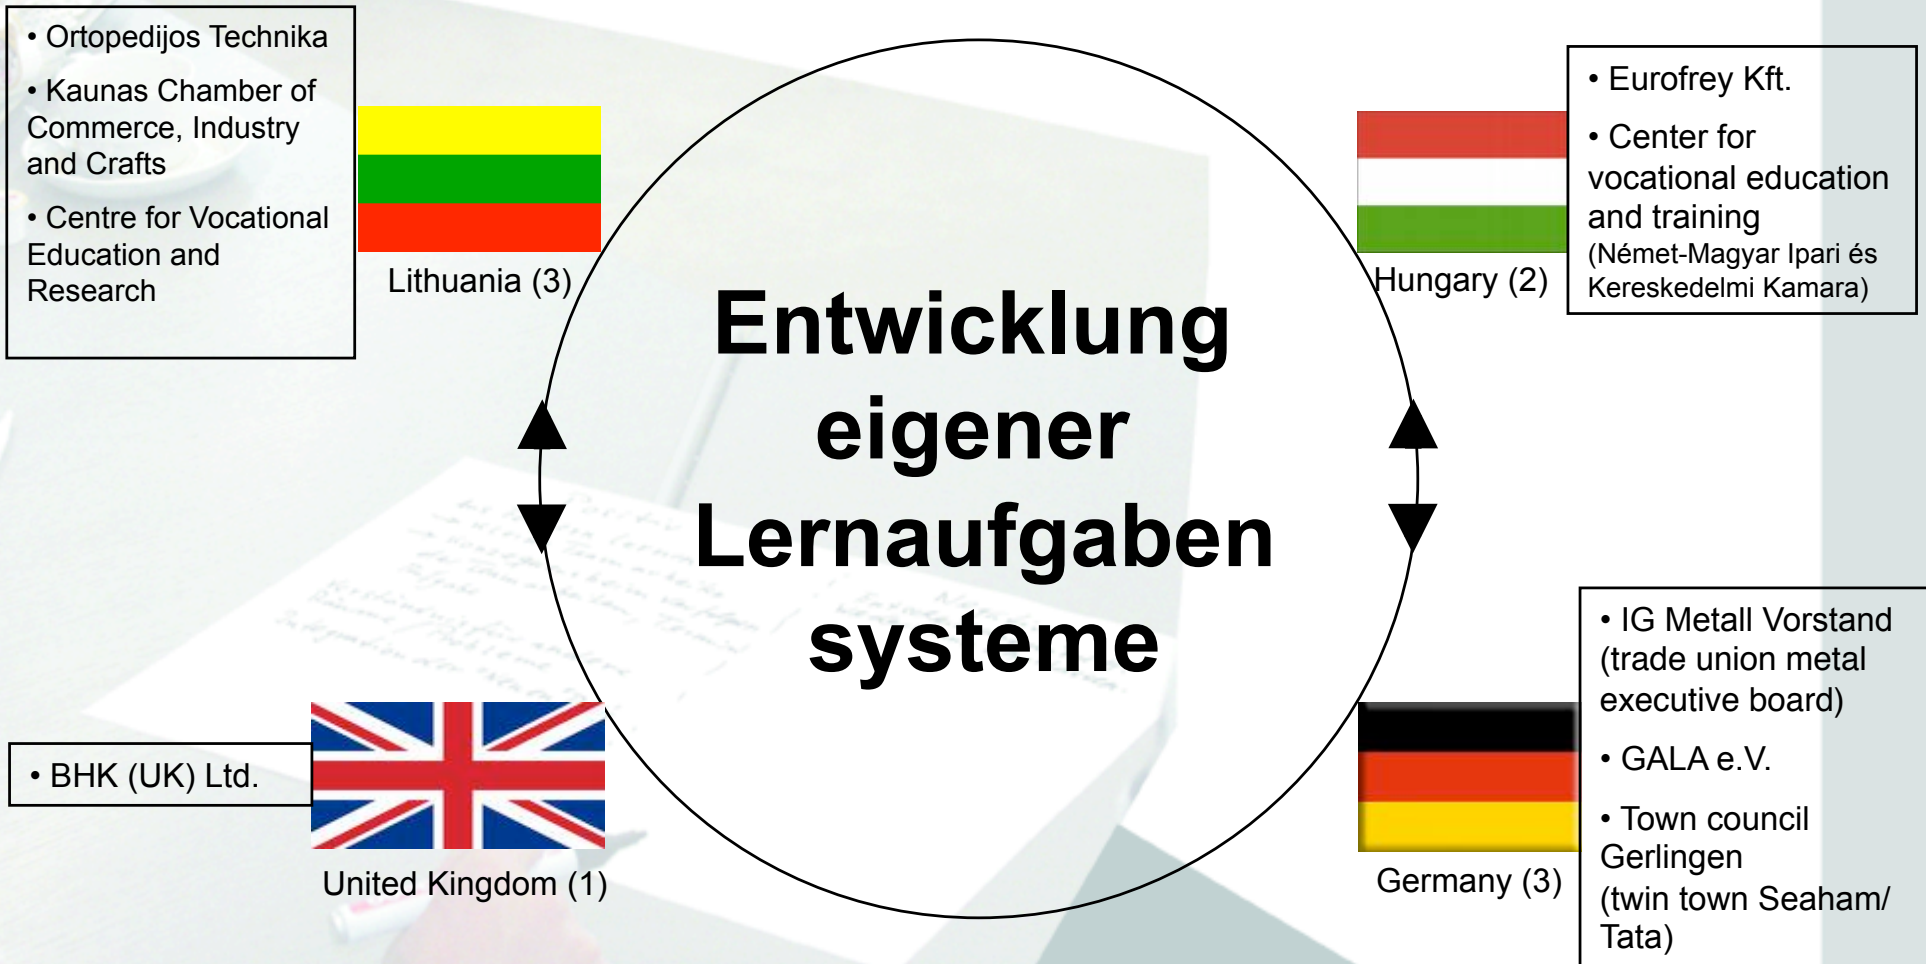 • Ortopedijos Technika
• Kaunas Chamber of
Commerce, Industry
and Crafts
• Centre for Vocational
Education and
Research
Lithuania (3)
• Eurofrey Kft.
• Center for
vocational education
and training
(Német-Magyar Ipari és
Kereskedelmi Kamara)
Hungary (2)
Entwicklung
eigener
Lernaufgaben
systeme
• BHK (UK) Ltd.
United Kingdom (1)
• IG Metall Vorstand
(trade union metal
executive board)
• GALA e.V.
• Town council
Gerlingen
(twin town Seaham/
Tata)
Germany (3)